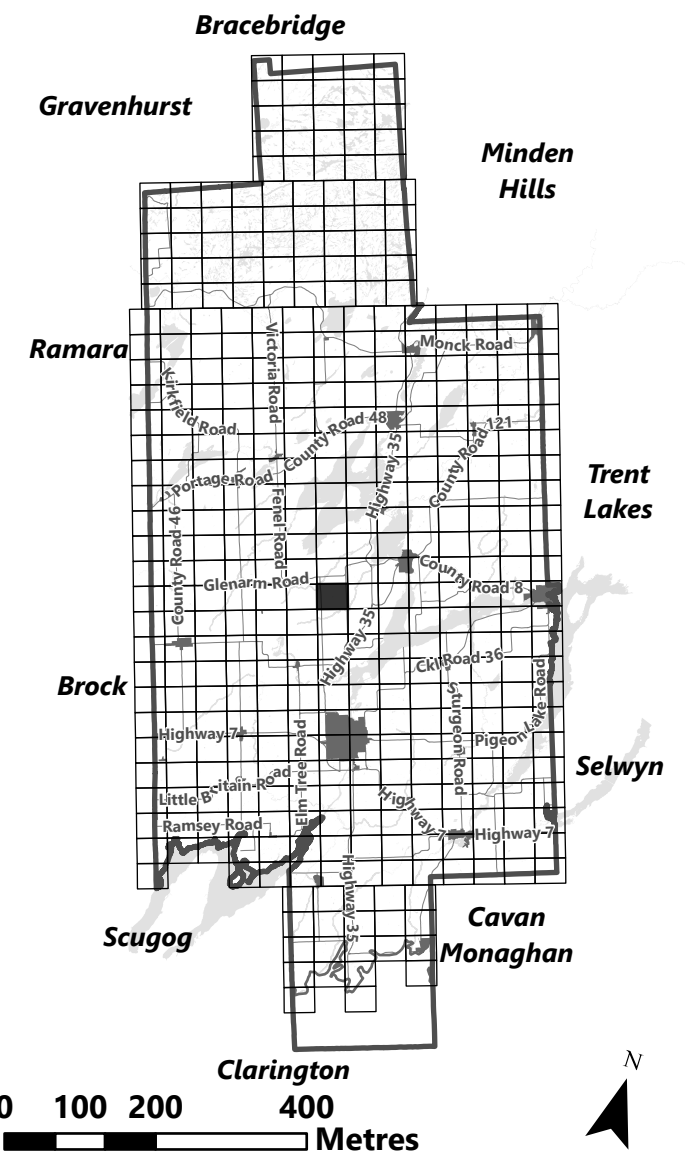 Bracebridge
Gravenhurst
Minden
Hills
Ramara
Monck Road
Victoria Road
Kirkfield Road
County Road 48
County Road 121
Highway 35
Portage Road
Trent
Lakes
County Road 46
Fenel Road
Glenarm Road
County Road 8
Highway 35
Ckl Road 36
Brock
Sturgeon Road
Pigeon Lake Road
Highway 7
Elm Tree Road
Selwyn
Little Britain Road
Highway 7
Highway 7
Ramsey Road
Highway 35
Scugog
Cavan
Monaghan
Clarington
N
0 100 200 400
Metres